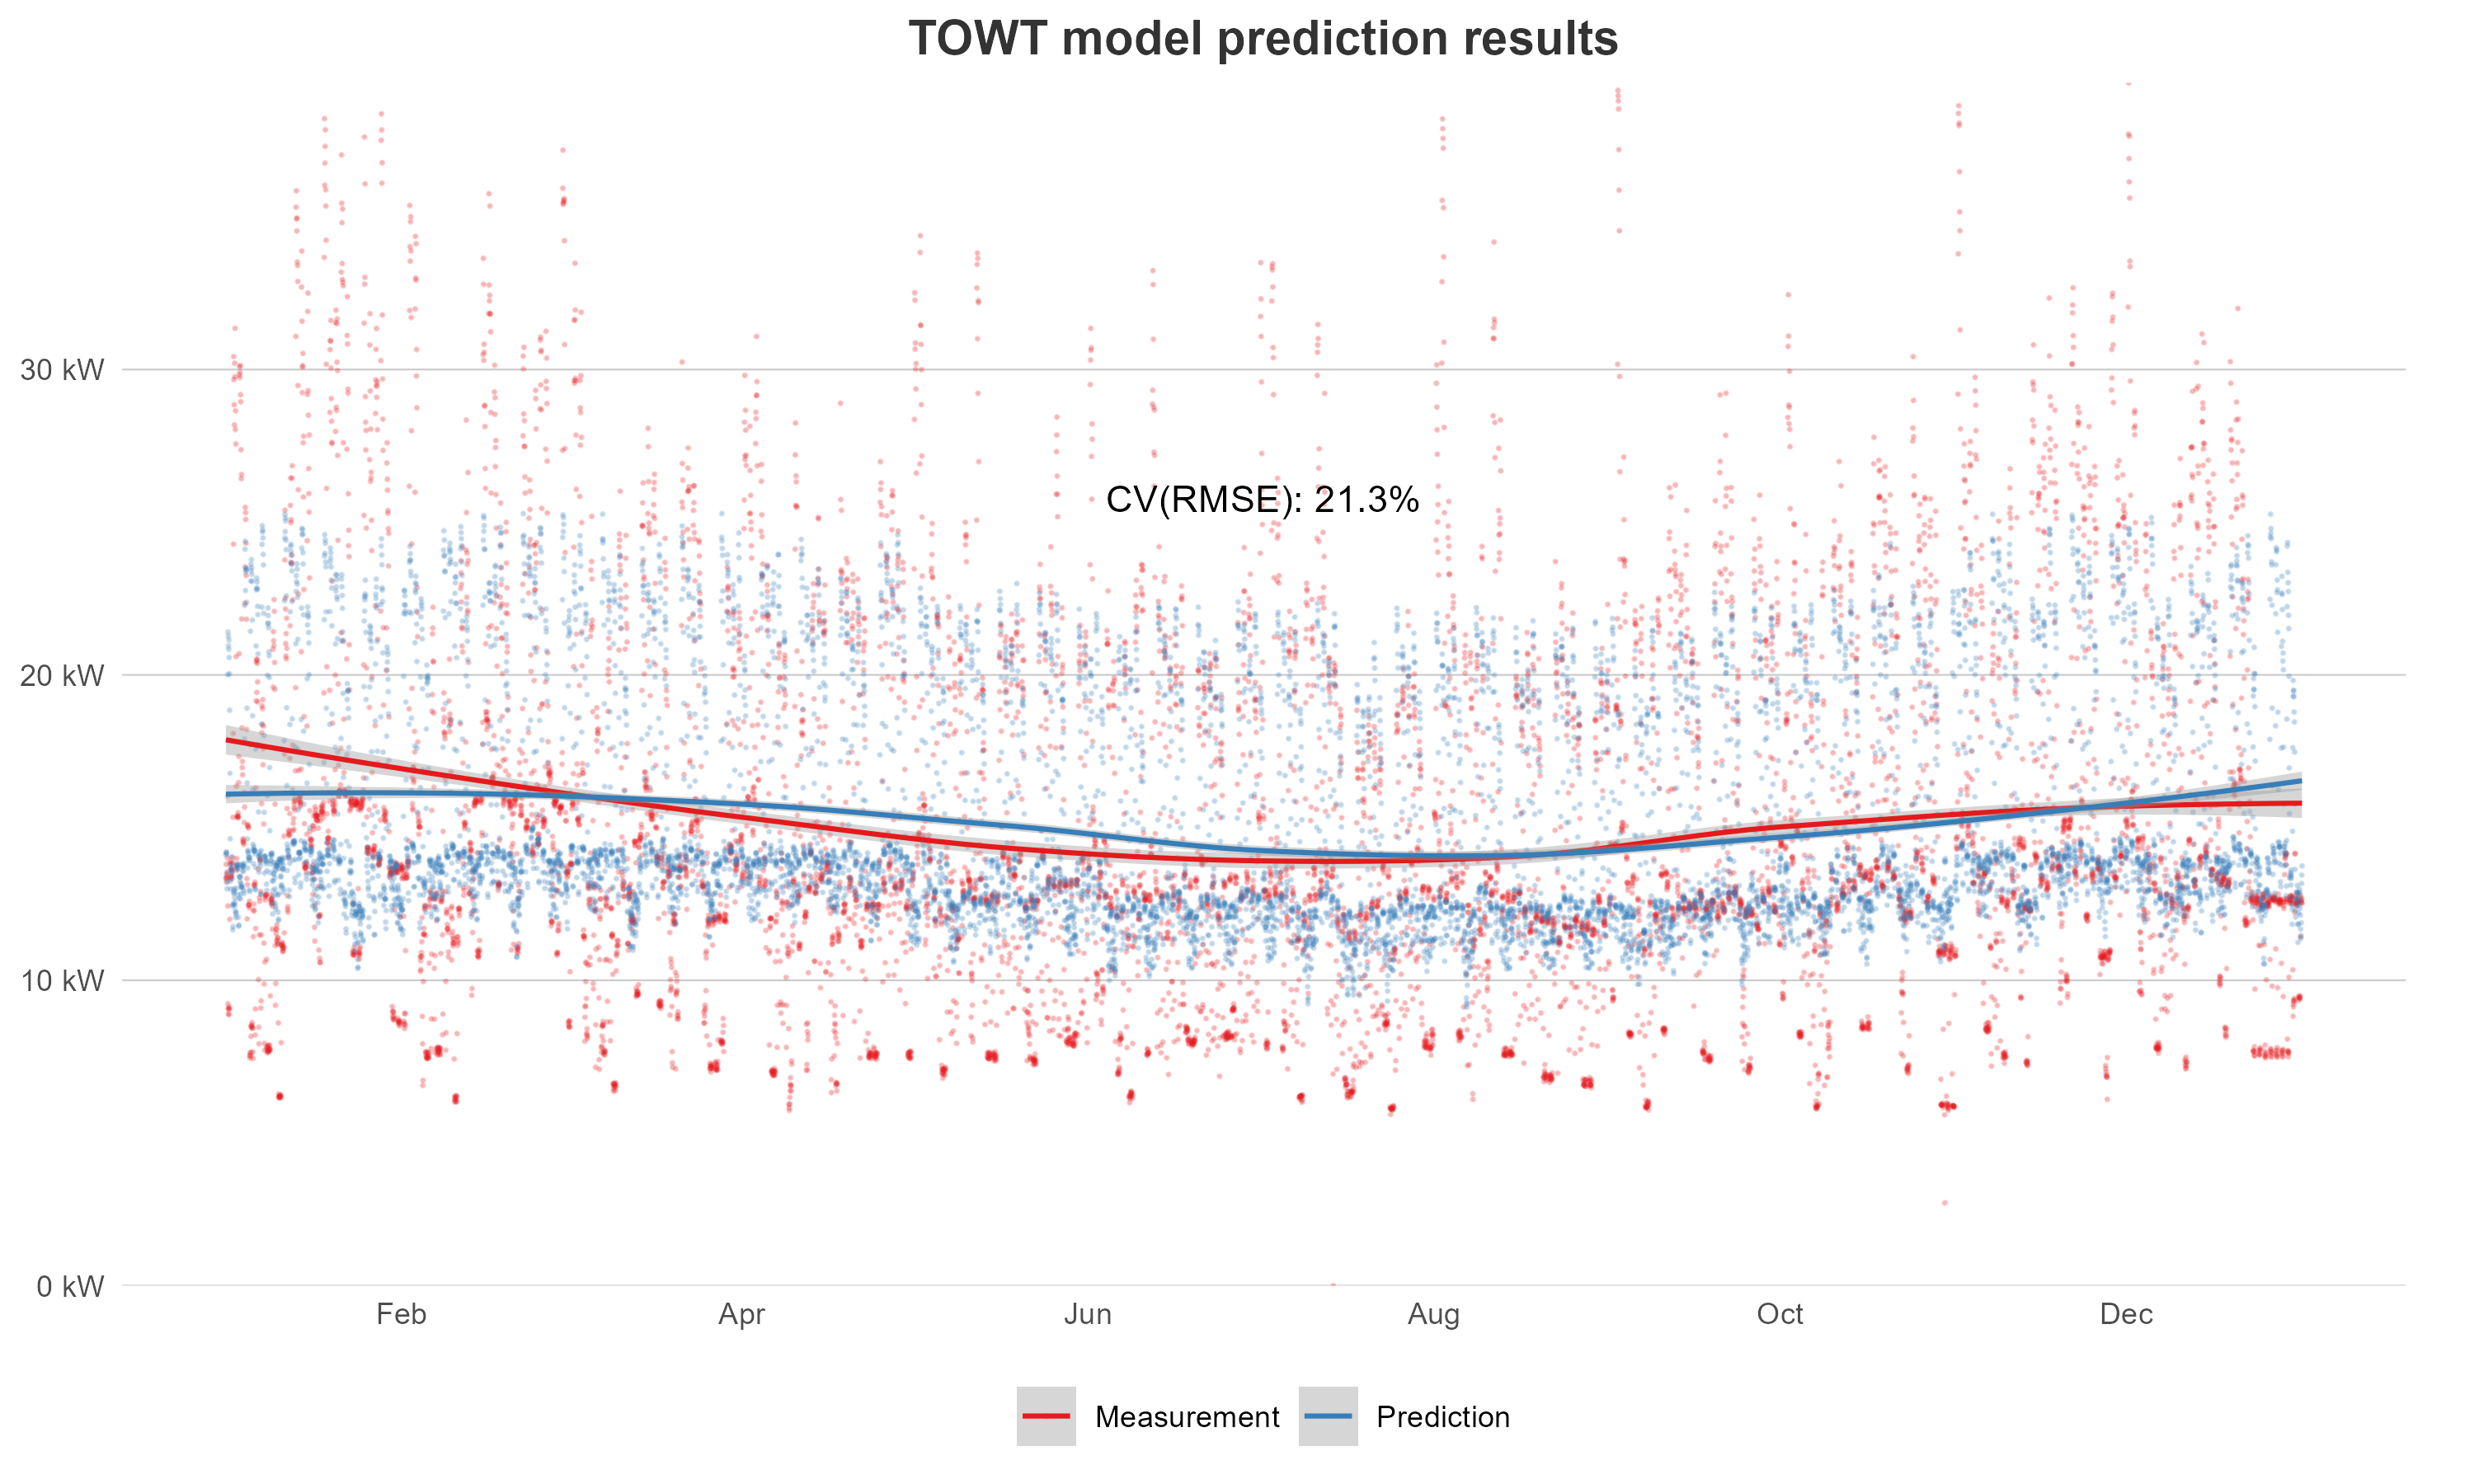 TOWT model prediction results
30 kW
CV(RMSE): 21.3%
20 kW
10 kW
0 kW
Feb Apr Jun Aug Oct Dec
Measurement Prediction